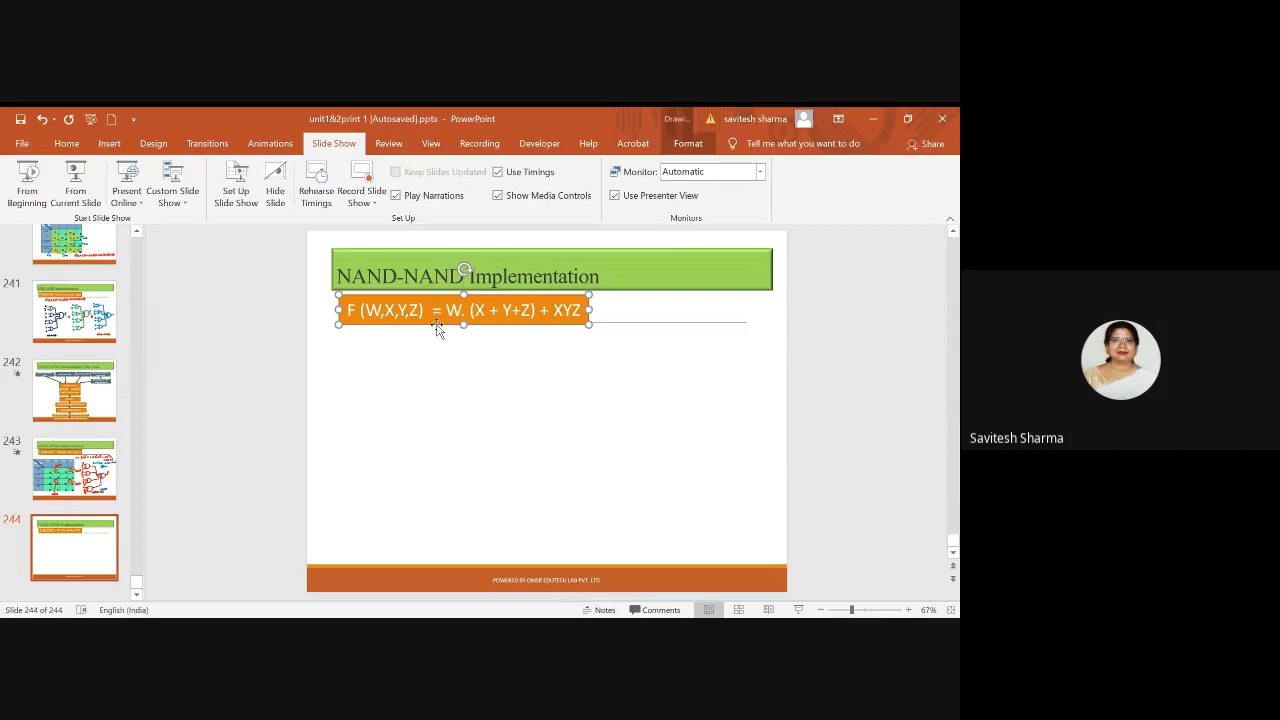 unit1&2print 1 [Autosaved].pptx - PowerPoint
Drawi...
savitesh sharma
File Home Insert Design Transitions Animations Slide Show Review View Recording Developer Help Acrobat Format Tell me what you want to do Share
From Beginning
From Current Slide
Present Online
Custom Slide Show
Set Up Slide Show
Hide Slide
Rehearse Timings
Record Slide Show
Keep Slides Updated
Use Timings
Play Narrations
Show Media Controls
Monitor: Automatic
Use Presenter View
Start Slide Show
Set Up
Monitors
241
242
243
244
NAND-NAND Implementation
F (W,X,Y,Z) = W. (X + Y+Z) + XYZ
POWERED BY OMSR EDUTECH LAB PVT. LTD.
Savitesh Sharma
Slide 244 of 244
English (India)
Notes
Comments
67%